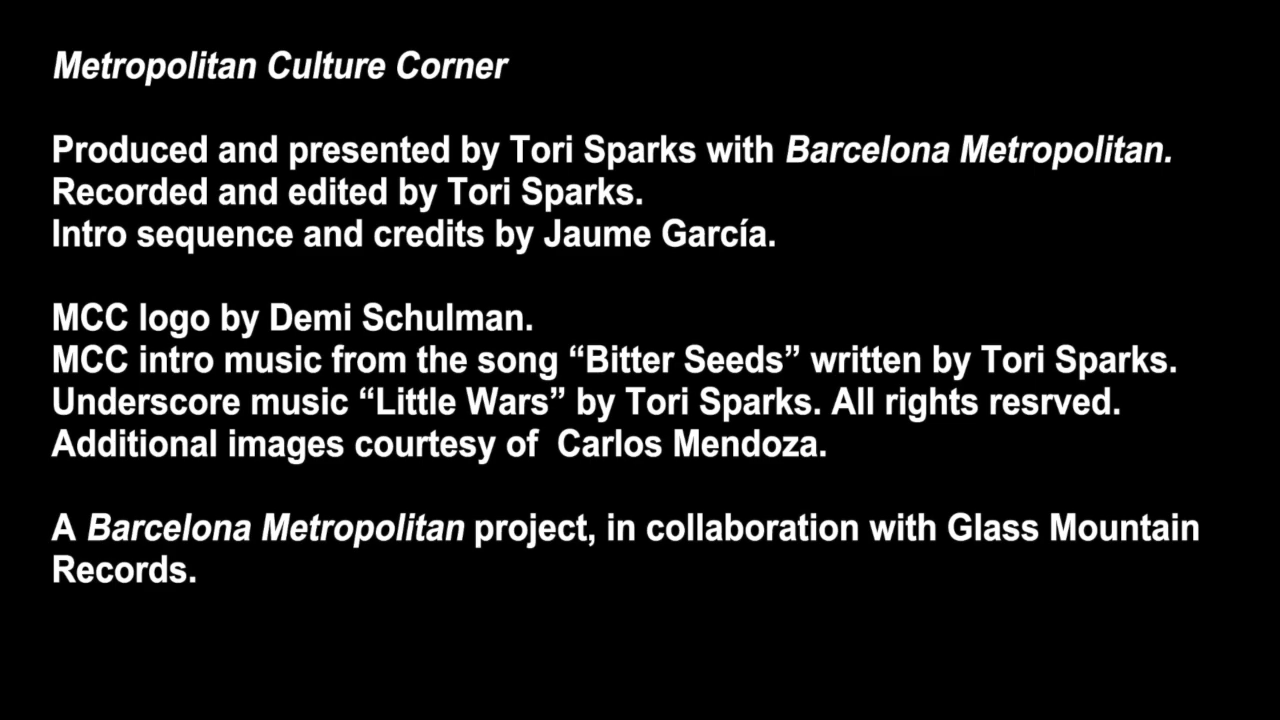 Metropolitan Culture Corner
Produced and presented by Tori Sparks with Barcelona Metropolitan.
Recorded and edited by Tori Sparks.
Intro sequence and credits by Jaume García.
MCC logo by Demi Schulman.
MCC intro music from the song “Bitter Seeds” written by Tori Sparks.
Underscore music “Little Wars” by Tori Sparks. All rights resrved.
Additional images courtesy of  Carlos Mendoza.
A Barcelona Metropolitan project, in collaboration with Glass Mountain
Records.